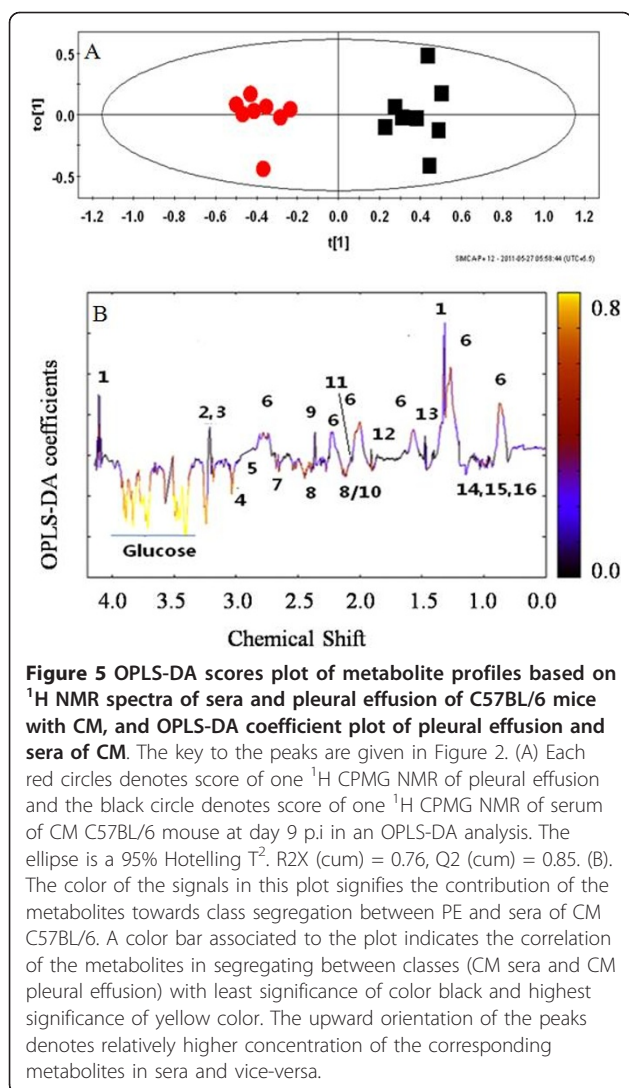 A
to[1]
0.5
0.0
-0.5
-1.2 -1.0 -0.8 -0.6 -0.4 -0.2 0.0 0.2 0.4 0.6 0.8 1.0 1.2
t[1]
SIMCA-P+ 12 - 2011-05-27 05:58:44 (UTC+5.5)
B
OPLS-DA coefficients
1
1
6
0.8
11
2,3
6
9
6
6
6
12
13
5
7
4
8
8/10
14,15,16
Glucose
0.0
4.0 3.5 3.0 2.5 2.0 1.5 1.0 0.5 0.0
Chemical Shift
Figure 5 OPLS-DA scores plot of metabolite profiles based on
¹H NMR spectra of sera and pleural effusion of C57BL/6 mice
with CM, and OPLS-DA coefficient plot of pleural effusion and
sera of CM. The key to the peaks are given in Figure 2. (A) Each
red circles denotes score of one ¹H CPMG NMR of pleural effusion
and the black circle denotes score of one ¹H CPMG NMR of serum
of CM C57BL/6 mouse at day 9 p.i in an OPLS-DA analysis. The
ellipse is a 95% Hotelling T². R2X (cum) = 0.76, Q2 (cum) = 0.85. (B).
The color of the signals in this plot signifies the contribution of the
metabolites towards class segregation between PE and sera of CM
C57BL/6. A color bar associated to the plot indicates the correlation
of the metabolites in segregating between classes (CM sera and CM
pleural effusion) with least significance of color black and highest
significance of yellow color. The upward orientation of the peaks
denotes relatively higher concentration of the corresponding
metabolites in sera and vice-versa.